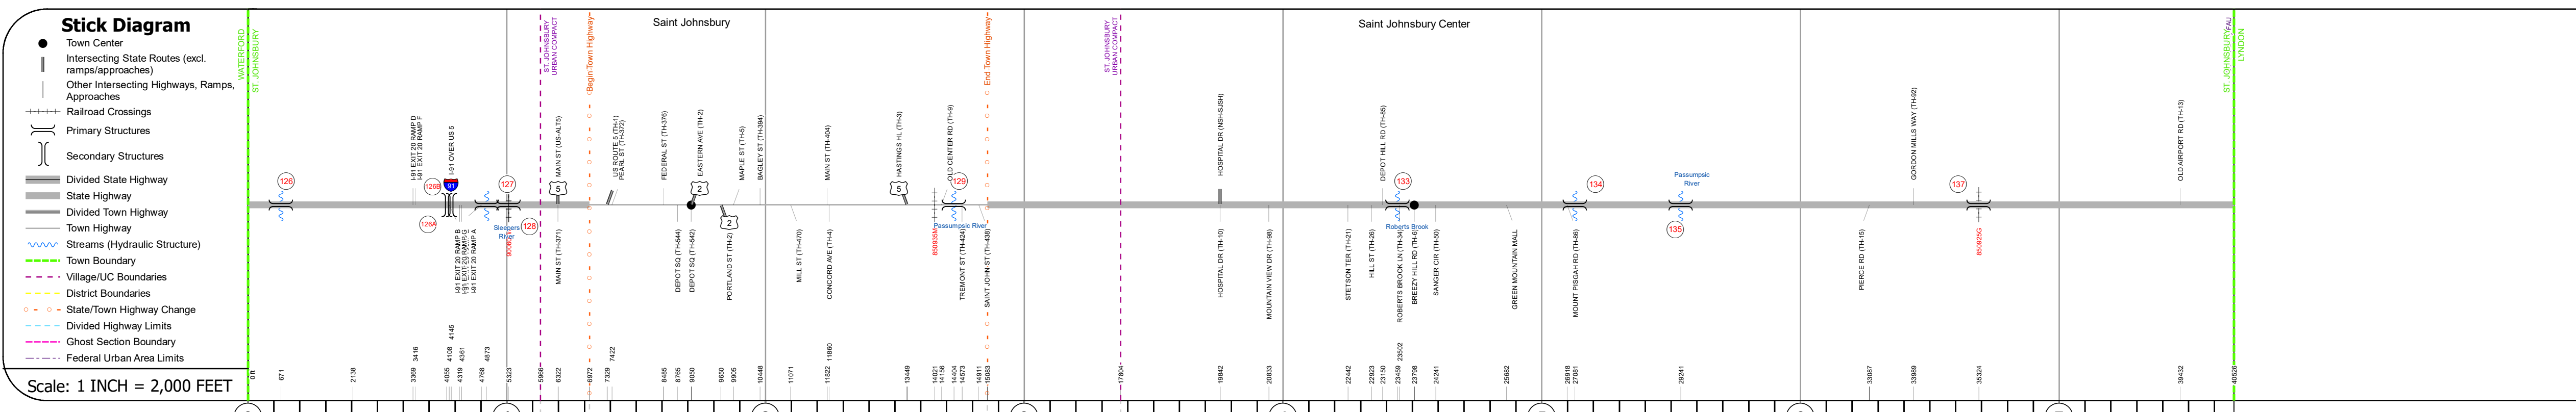 Stick Diagram
Town Center
Intersecting State Routes (excl.
ramps/approaches)
Other Intersecting Highways, Ramps,
Approaches
Railroad Crossings
Primary Structures
Secondary Structures
Divided State Highway
State Highway
Divided Town Highway
Town Highway
Streams (Hydraulic Structure)
Town Boundary
Village/UC Boundaries
District Boundaries
State/Town Highway Change
Divided Highway Limits
Ghost Section Boundary
Federal Urban Area Limits
Scale: 1 INCH = 2,000 FEET
Saint Johnsbury
Saint Johnsbury Center
WATERFORD
ST. JOHNSBURY
ST. JOHNSBURY
URBAN COMPACT
Begin Town Highway
End Town Highway
ST. JOHNSBURY
URBAN COMPACT
ST. JOHNSBURY
LYNDON
I-91 EXIT 20 RAMP D
I-91 EXIT 20 RAMP F
I-91 OVER US 5
MAIN ST (US-ALT5)
US ROUTE 5 (TH-1)
PEARL ST (TH-372)
FEDERAL ST (TH-376)
EASTERN AVE (TH-2)
MAPLE ST (TH-5)
BAGLEY ST (TH-394)
MAIN ST (TH-404)
HASTINGS HL (TH-3)
OLD CENTER RD (TH-9)
HOSPITAL DR (NSH-SJSH)
DEPOT HILL RD (TH-85)
GORDON MILLS WAY (TH-92)
OLD AIRPORT RD (TH-13)
126
126B
91
127
5
2
5
129
133
134
Passumpsic
River
137
126A
Sleepers
River
128
2
Passumpsic River
Roberts Brook
135
I-91 EXIT 20 RAMP B
I-91 EXIT 20 RAMP G
I-91 EXIT 20 RAMP A
MAIN ST (TH-371)
DEPOT SQ (TH-544)
DEPOT SQ (TH-542)
PORTLAND ST (TH-2)
MILL ST (TH-470)
CONCORD AVE (TH-4)
850935M
TREMONT ST (TH-424)
SAINT JOHN ST (TH-438)
HOSPITAL DR (TH-10)
MOUNTAIN VIEW DR (TH-98)
STETSON TER (TH-21)
HILL ST (TH-26)
ROBERTS BROOK LN (TH-34)
BREEZY HILL RD (TH-6)
SANGER CIR (TH-50)
GREEN MOUNTAIN MALL
MOUNT PISGAH RD (TH-86)
PIERCE RD (TH-15)
850925G
0 ft
671
2138
3369
3416
4055
4108
4145
4319
4361
4768
4873
5323
5966
6322
6972
7329
7422
8485
8765
9050
9650
9905
10448
11071
11822
11860
13449
14021
14156
14404
14573
14911
15083
17804
19842
20833
22442
22923
23150
23459
23502
23798
24241
25682
26918
27081
29241
33087
33989
35324
39432
40526